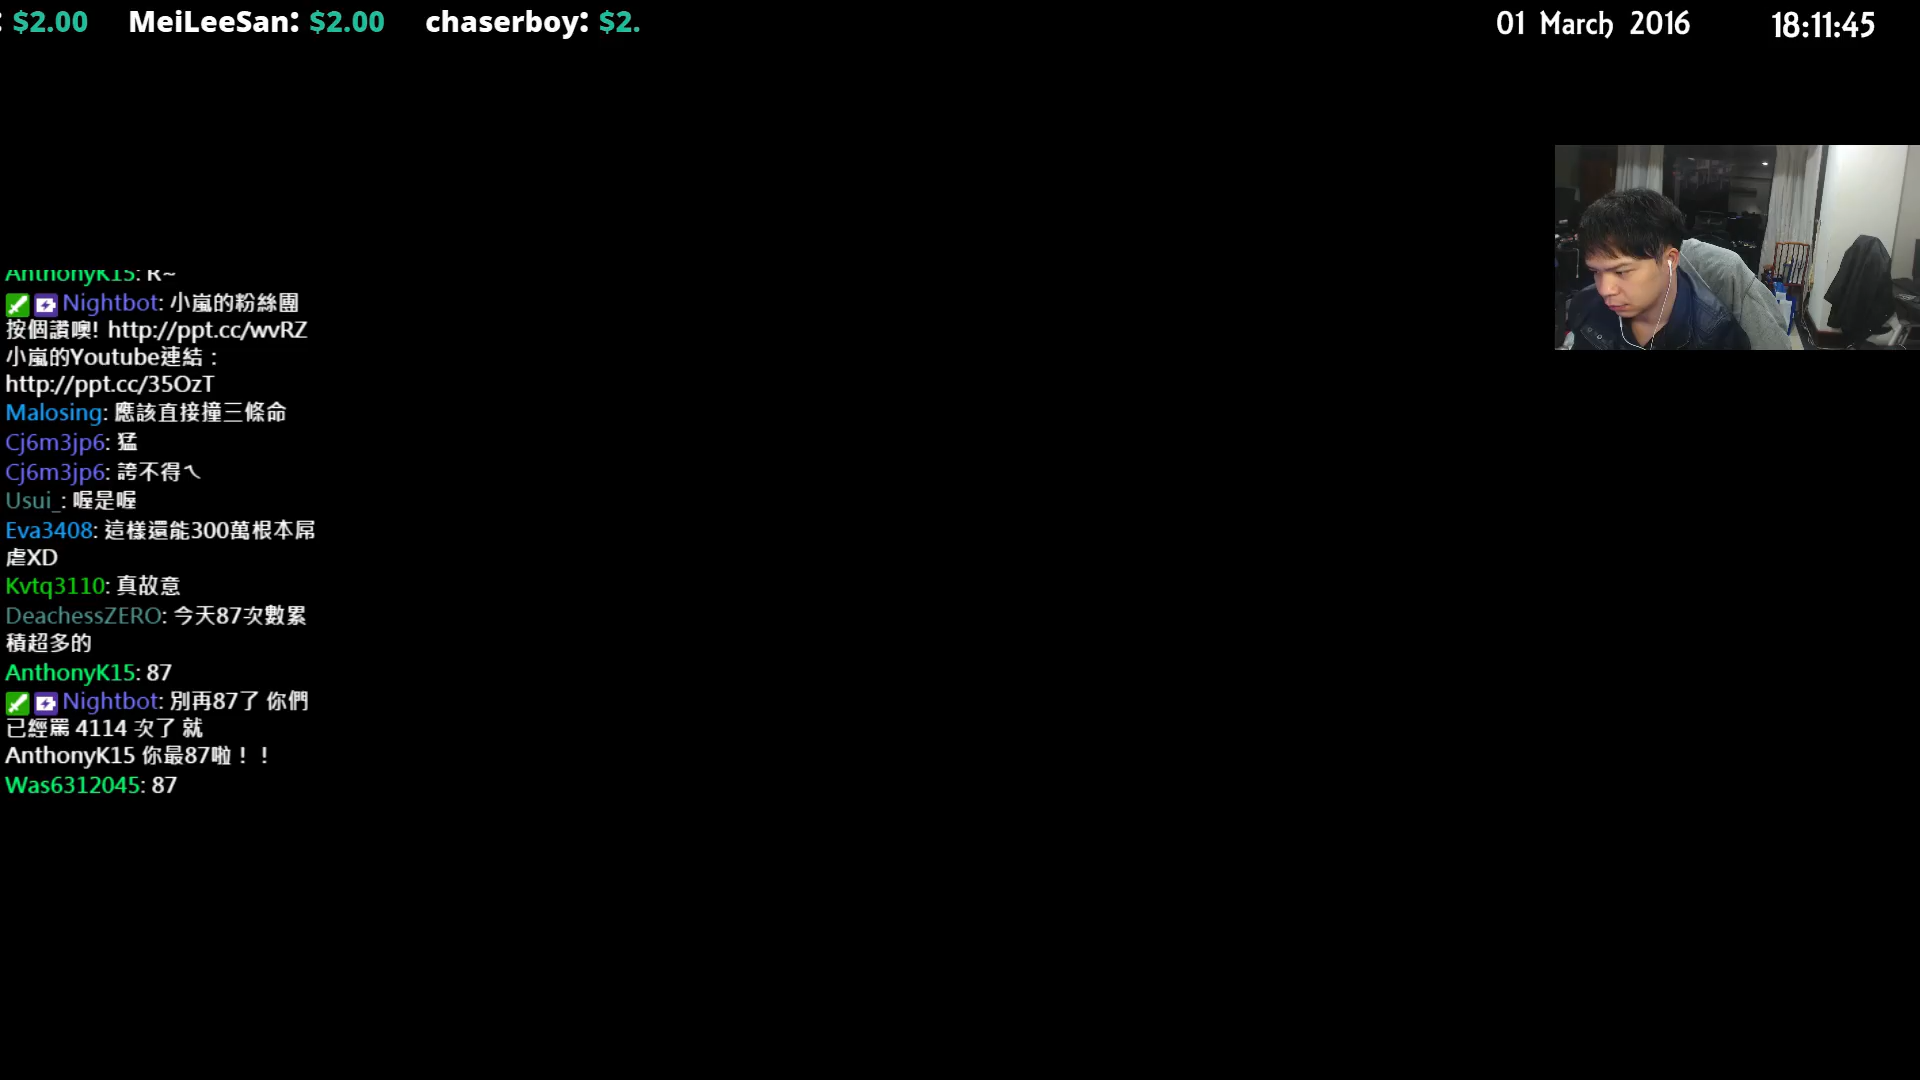 : $2.00 MeiLeeSan: $2.00 chaserboy: $2.
01 March 2016 18:11:45
AnthonyK15: R~
Nightbot: 小嵐的粉絲團
按個讚噢! http://ppt.cc/wvRZ
小嵐的Youtube連結：
http://ppt.cc/35OzT
Malosing: 應該直接撞三條命
Cj6m3jp6: 猛
Cj6m3jp6: 誇不得ㄟ
Usui_: 喔是喔
Eva3408: 這樣還能300萬根本屌
虐XD
Kvtq3110: 真故意
DeachessZERO: 今天87次數累
積超多的
AnthonyK15: 87
Nightbot: 別再87了 你們
已經罵 4114 次了 就
AnthonyK15 你最87啦！！
Was6312045: 87